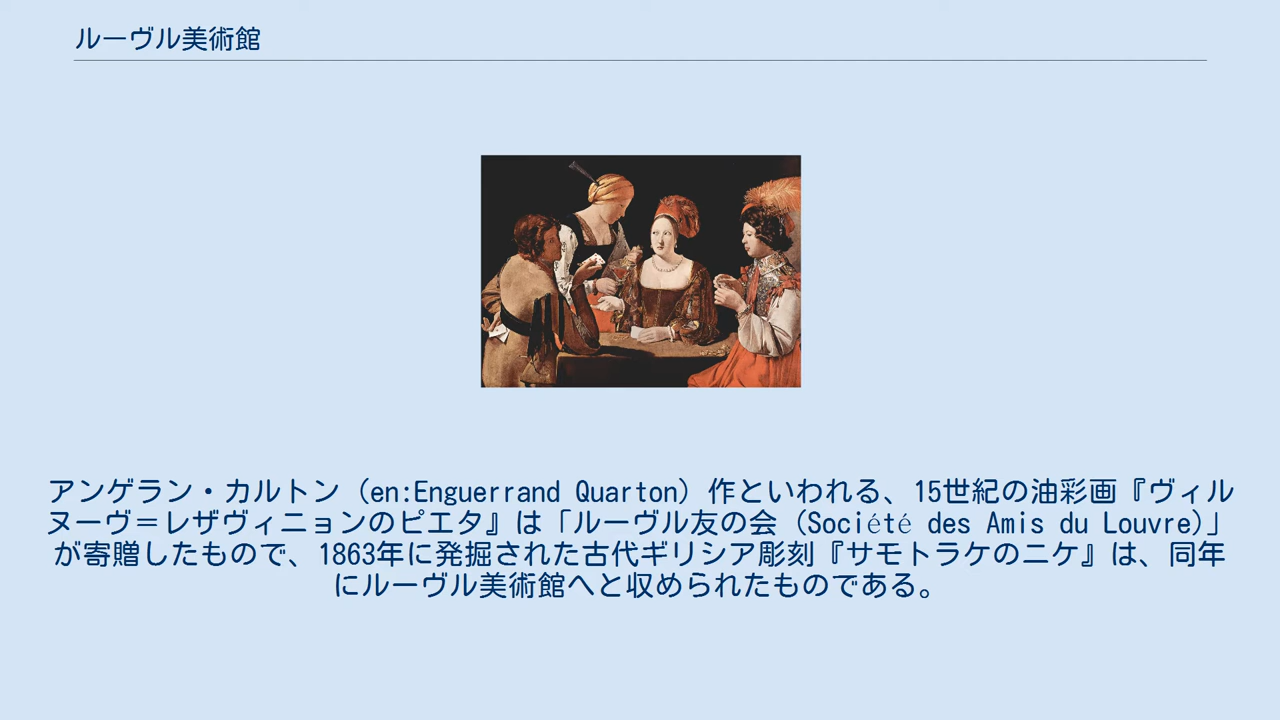 ルーヴル美術館
アンゲラン・カルトン（en:Enguerrand Quarton）作といわれる、15世紀の油彩画『ヴィル
ヌーヴ＝レザヴィニョンのピエタ』は「ルーヴル友の会（Société des Amis du Louvre)」
が寄贈したもので、1863年に発掘された古代ギリシア彫刻『サモトラケのニケ』は、同年
にルーヴル美術館へと収められたものである。